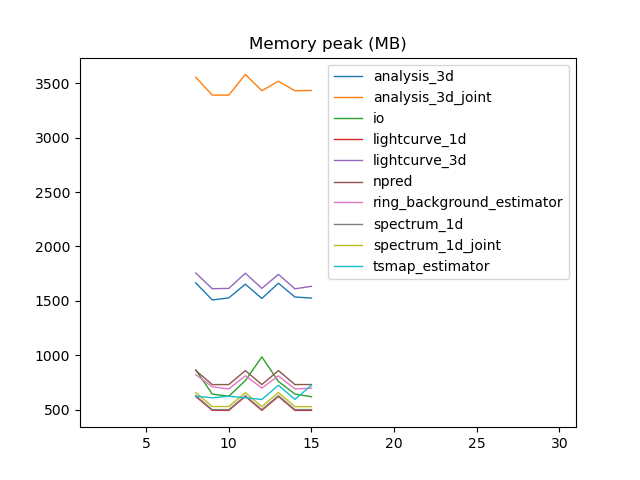 Memory peak (MB)
3500
3000
2500
2000
1500
1000
500
5
10
15
20
25
30
analysis_3d
analysis_3d_joint
io
lightcurve_1d
lightcurve_3d
npred
ring_background_estimator
spectrum_1d
spectrum_1d_joint
tsmap_estimator